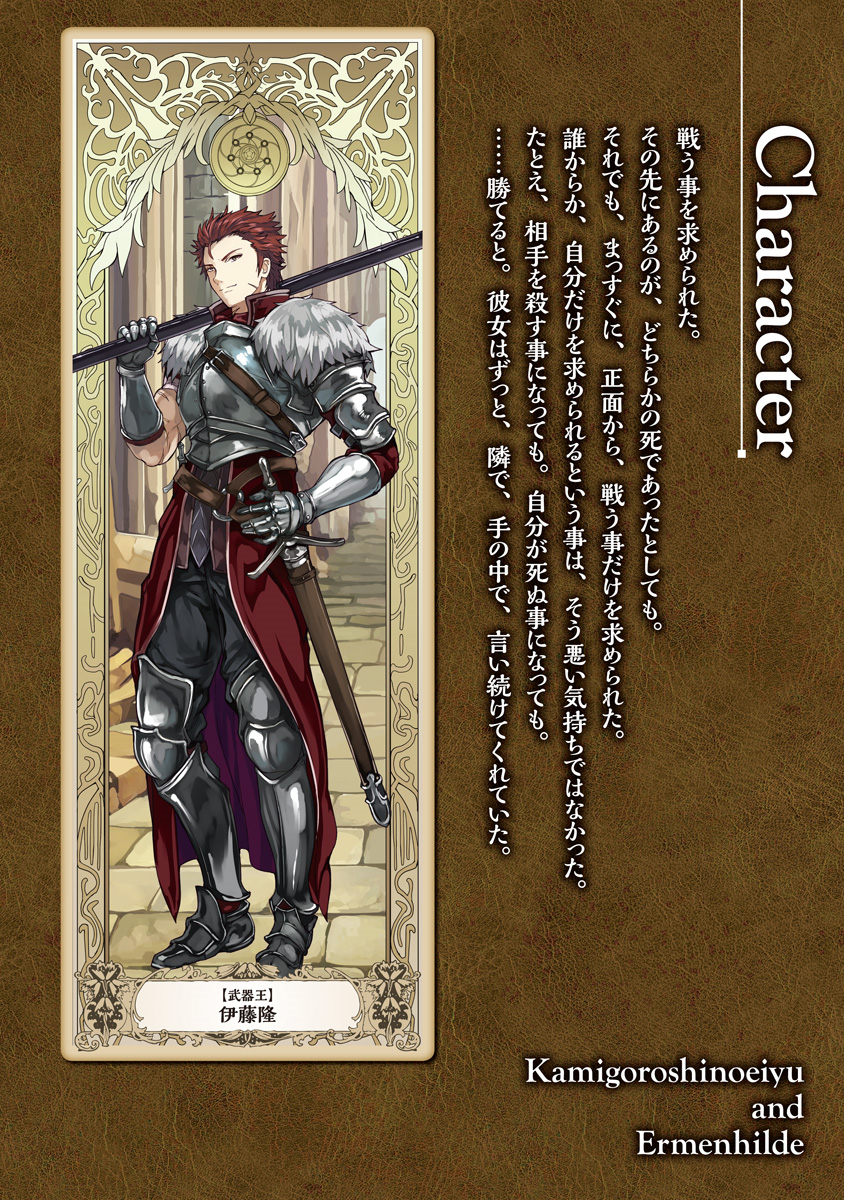 Character
戦う事を求められた。
その先にあるのが、どちらかの死であったとしても。
それでも、まっすぐに、正面から、戦う事だけを求められた。
誰からか、自分だけを求められるという事は、そう悪い気持ちではなかった。
たとえ、相手を殺す事になっても。自分が死ぬ事になっても。
……勝てると。彼女はずっと、隣で、手の中で、言い続けてくれていた。
【武器王】
伊藤隆
Kamigoroshinoeiyu
and
Ermenhilde